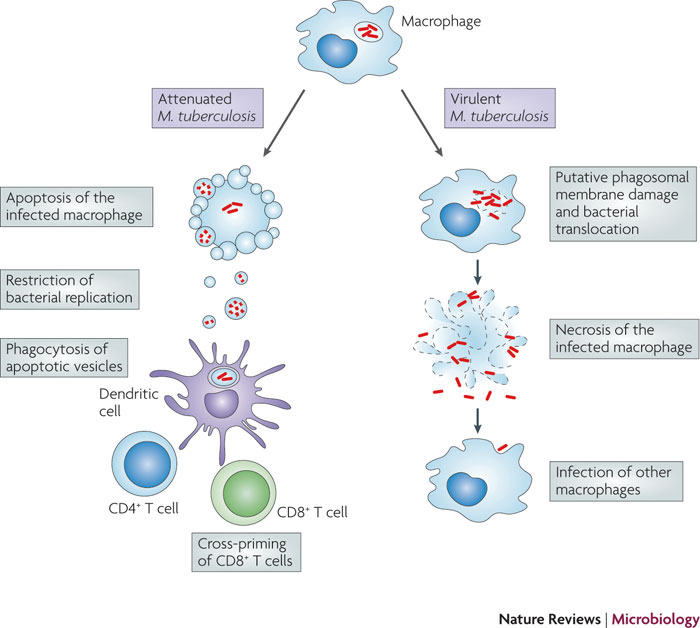 Macrophage
Attenuated
M. tuberculosis
Virulent
M. tuberculosis
Apoptosis of the
infected macrophage
Restriction of
bacterial replication
Phagocytosis of
apoptotic vesicles
Dendritic
cell
CD4⁺ T cell
CD8⁺ T cell
Cross-priming
of CD8⁺ T cells
Putative phagosomal
membrane damage
and bacterial
translocation
Necrosis of the
infected macrophage
Infection of other
macrophages
Nature Reviews | Microbiology